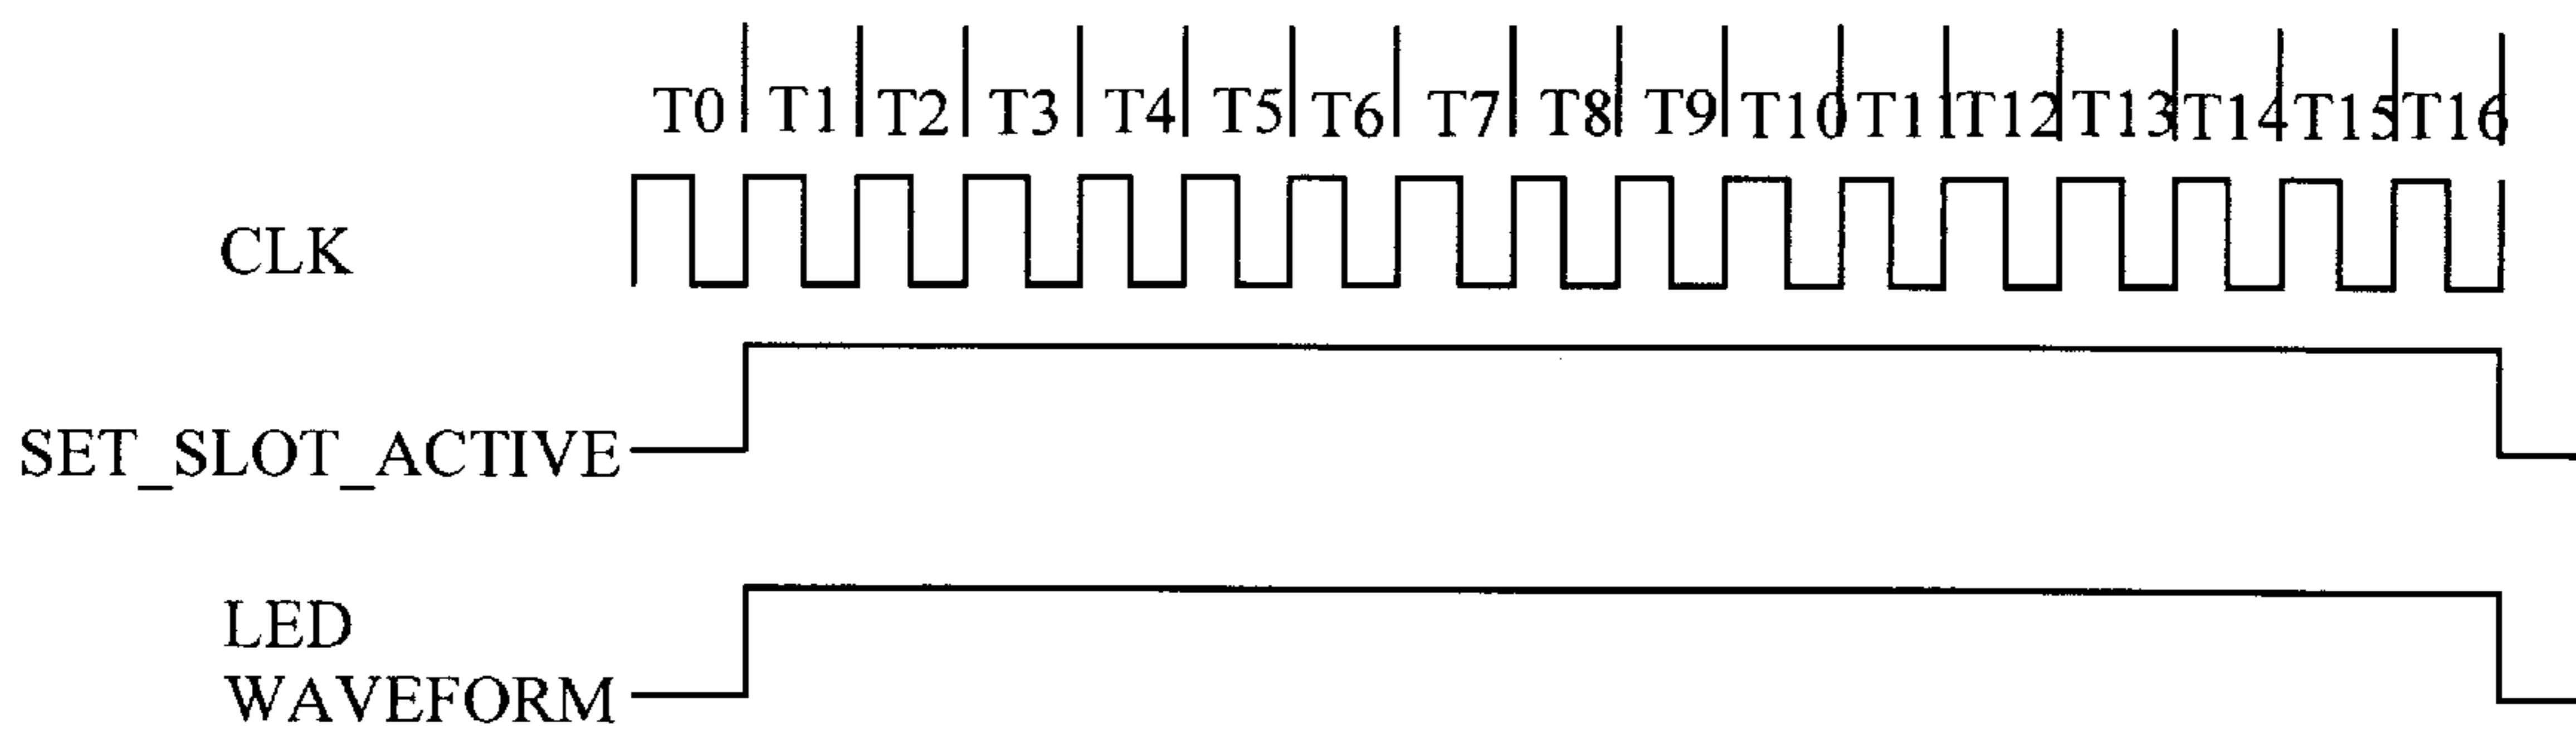 T0 T1 T2 T3 T4 T5 T6 T7 T8 T9 T10 T11 T12 T13 T14 T15 T16
CLK
SET_SLOT_ACTIVE
LED
WAVEFORM